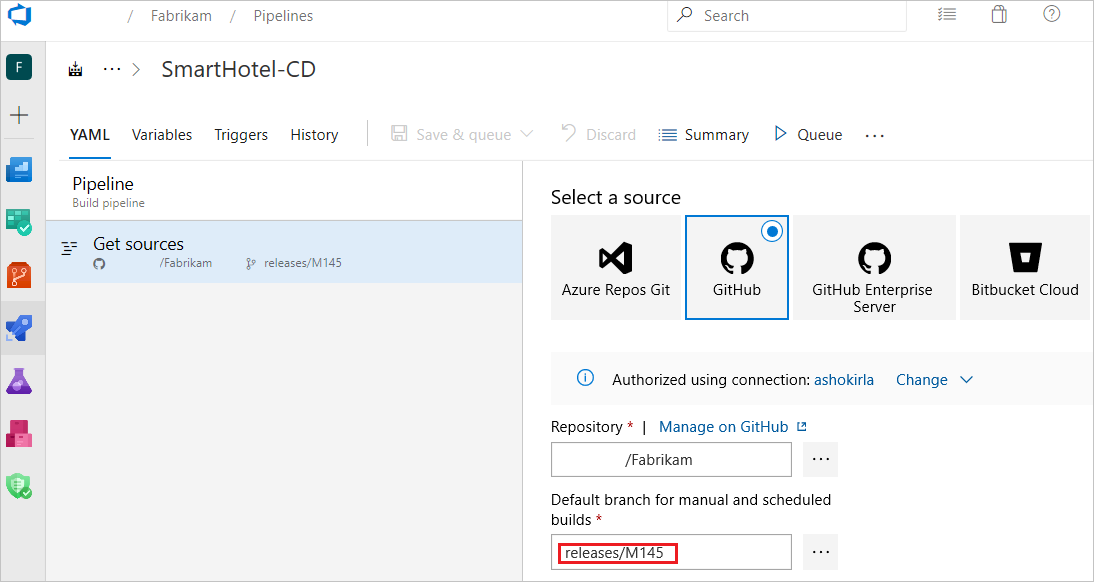 / Fabrikam / Pipelines Search
F ... > SmartHotel-CD
YAML Variables Triggers History Save & queue Discard Summary Queue ...
Pipeline
Build pipeline
Get sources
/Fabrikam releases/M145
Select a source
Azure Repos Git GitHub GitHub Enterprise Server Bitbucket Cloud
Authorized using connection: ashokirla Change
Repository * | Manage on GitHub
/Fabrikam ...
Default branch for manual and scheduled
builds *
releases/M145 ...